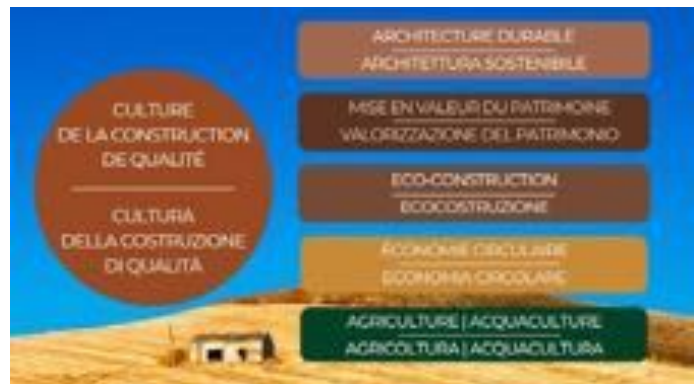 CULTURE
DE LA CONSTRUCTION
DE QUALITÉ
CULTURA
DELLA COSTRUZIONE
DI QUALITÀ
ARCHITECTURE DURABLE
ARCHITETTURA SOSTENIBILE
MISE EN VALEUR DU PATRIMOINE
VALORIZZAZIONE DEL PATRIMONIO
ECO-CONSTRUCTION
ECOCOSTRUZIONE
ÉCONOMIE CIRCULAIRE
ECONOMIA CIRCOLARE
AGRICULTURE | ACQUACULTURE
AGRICOLTURA | ACQUACULTURA